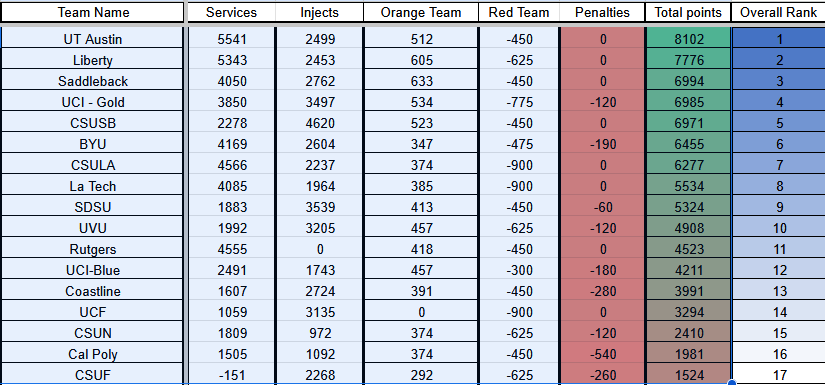 Team Name Services Injects Orange Team Red Team Penalties Total points Overall Rank
UT Austin 5541 2499 512 -450 0 8102 1
Liberty 5343 2453 605 -625 0 7776 2
Saddleback 4050 2762 633 -450 0 6994 3
UCI - Gold 3850 3497 534 -775 -120 6985 4
CSUSB 2278 4620 523 -450 0 6971 5
BYU 4169 2604 347 -475 -190 6455 6
CSULA 4566 2237 374 -900 0 6277 7
La Tech 4085 1964 385 -900 0 5534 8
SDSU 1883 3539 413 -450 -60 5324 9
UVU 1992 3205 457 -625 -120 4908 10
Rutgers 4555 0 418 -450 0 4523 11
UCI-Blue 2491 1743 457 -300 -180 4211 12
Coastline 1607 2724 391 -450 -280 3991 13
UCF 1059 3135 0 -900 0 3294 14
CSUN 1809 972 374 -625 -120 2410 15
Cal Poly 1505 1092 374 -450 -540 1981 16
CSUF -151 2268 292 -625 -260 1524 17